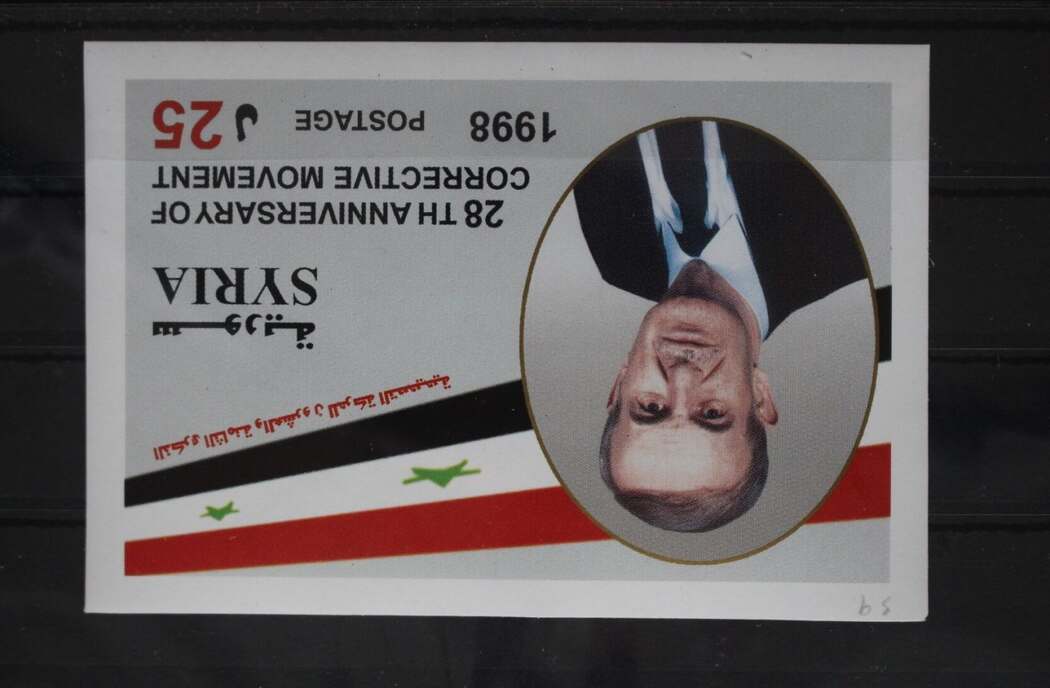 الذكرى الثامنة والعشرون للحركة التصحيحية
سورية
SYRIA
28 TH ANNIVERSARY OF
CORRECTIVE MOVEMENT
1998 POSTAGE ل 25